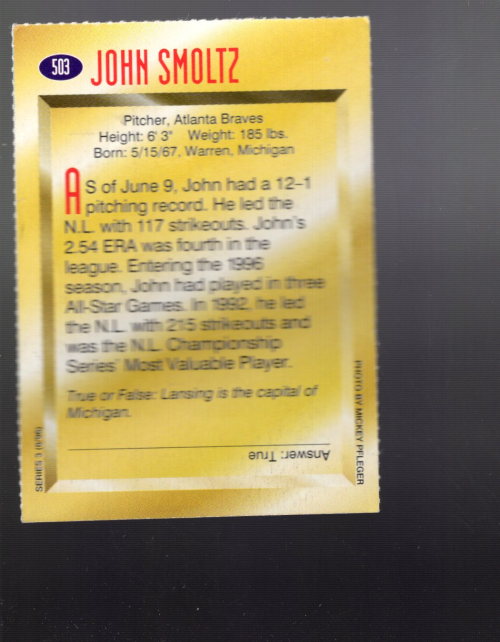 503 JOHN SMOLTZ
Pitcher, Atlanta Braves
Height: 6' 3" Weight: 185 lbs.
Born: 5/15/67, Warren, Michigan
AS of June 9, John had a 12–1
pitching record. He led the
N.L. with 117 strikeouts. John's
2.54 ERA was fourth in the
league. Entering the 1996
season, John had played in three
All-Star Games. In 1992, he led
the N.L. with 215 strikeouts and
was the N.L. Championship
Series' Most Valuable Player.
True or False: Lansing is the capital of
Michigan.
Answer: True
SERIES 3 (8/96)
PHOTO BY MICKEY PFLEGER